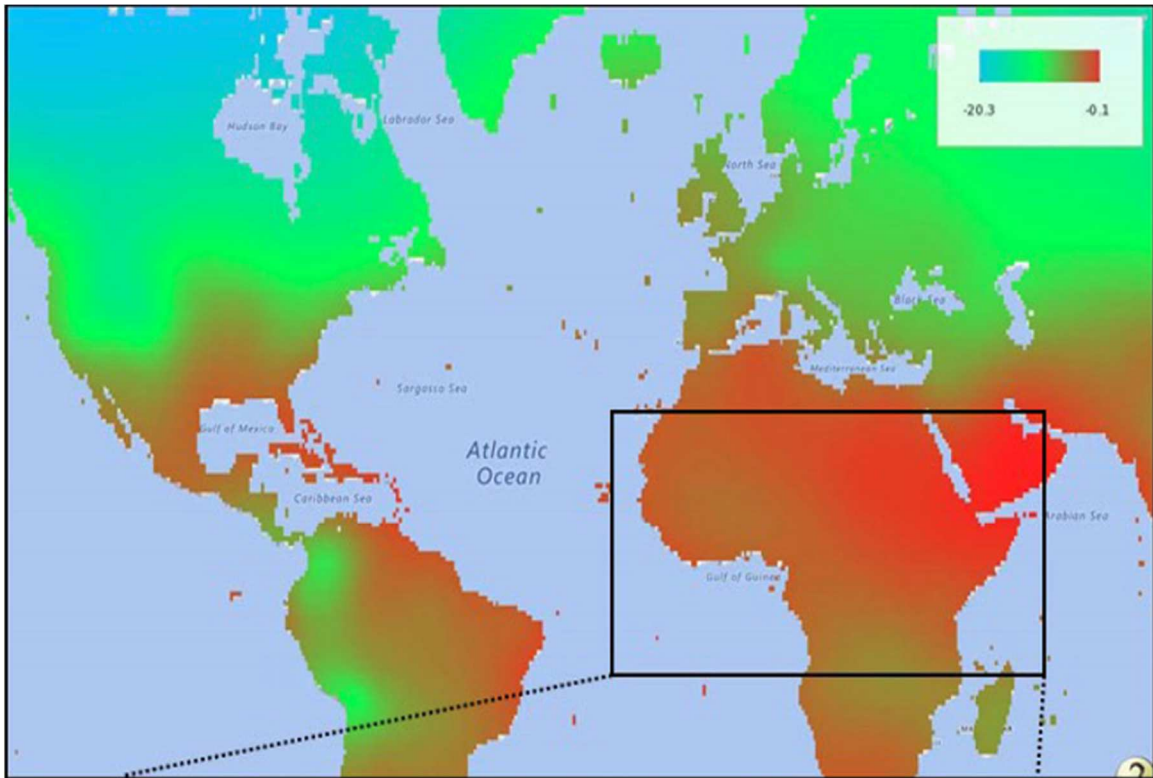 -20.3
-0.1
Hudson Bay
Labrador Sea
North Sea
Black Sea
Mediterranean Sea
Sargasso Sea
Gulf of Mexico
Atlantic
Ocean
Caribbean Sea
Arabian Sea
Gulf of Guinea
2